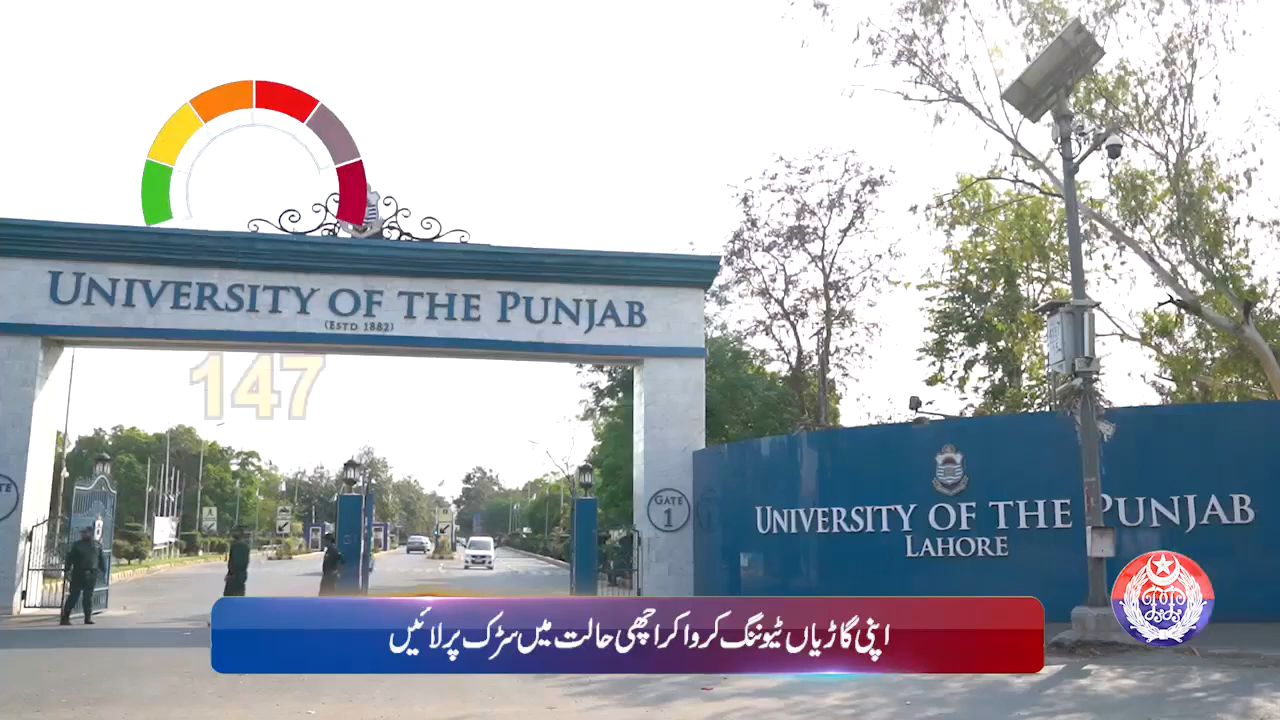 UNIVERSITY OF THE PUNJAB
(ESTD 1882)
147
GATE
1
UNIVERSITY OF THE PUNJAB
LAHORE
اپنی گاڑیاں ٹیوننگ کروا کر اچھی حالت میں سڑک پر لائیں